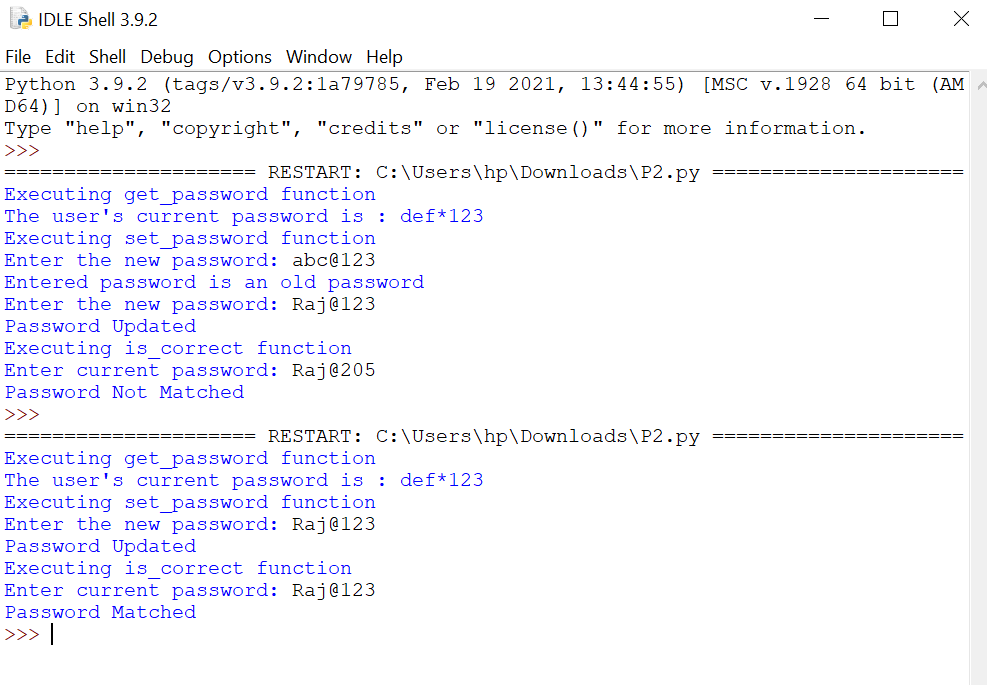 IDLE Shell 3.9.2
File Edit Shell Debug Options Window Help
Python 3.9.2 (tags/v3.9.2:1a79785, Feb 19 2021, 13:44:55) [MSC v.1928 64 bit (AM
D64)] on win32
Type "help", "copyright", "credits" or "license()" for more information.
>>>
===================== RESTART: C:\Users\hp\Downloads\P2.py =====================
Executing get_password function
The user's current password is : def*123
Executing set_password function
Enter the new password: abc@123
Entered password is an old password
Enter the new password: Raj@123
Password Updated
Executing is_correct function
Enter current password: Raj@205
Password Not Matched
>>>
===================== RESTART: C:\Users\hp\Downloads\P2.py =====================
Executing get_password function
The user's current password is : def*123
Executing set_password function
Enter the new password: Raj@123
Password Updated
Executing is_correct function
Enter current password: Raj@123
Password Matched
>>>